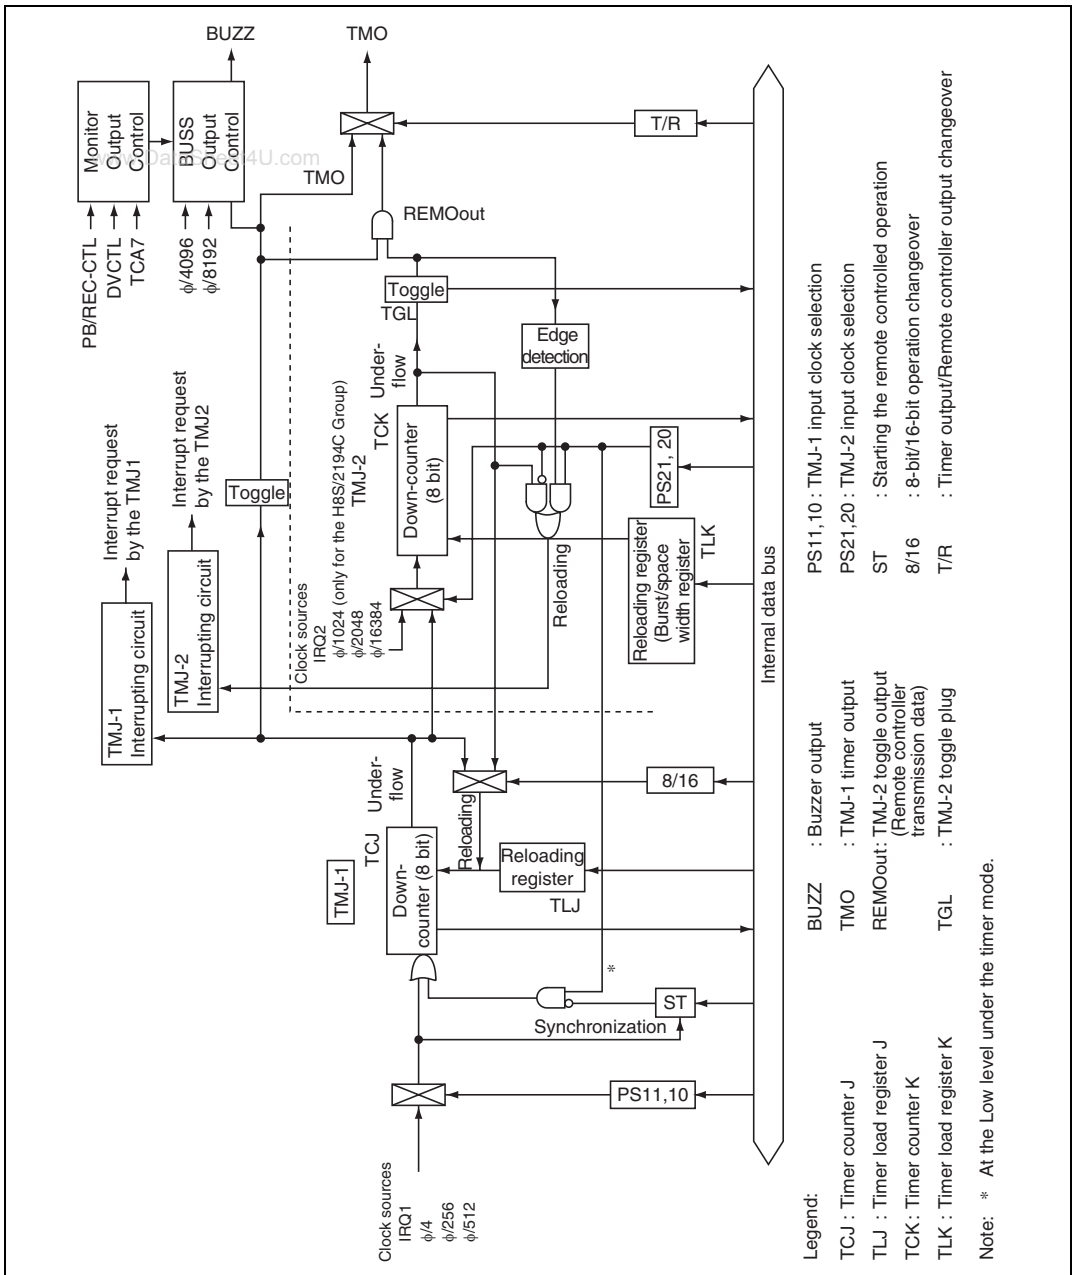 BUZZ
TMO
Monitor
Output
Control
BUSS
Output
Control
www.DataSheet4U.com
T/R
TMO
REMOout
PB/REC-CTL
DVCTL
TCA7
ϕ/4096
ϕ/8192
Toggle
TGL
Edge
detection
Under-
flow
Interrupt request
by the TMJ1
Interrupt request
by the TMJ2
Toggle
TCK
Down-counter
(8 bit)
TMJ-2
PS21, 20
Clock sources
IRQ2
ϕ/1024 (only for the H8S/2194C Group)
ϕ/2048
ϕ/16384
Reloading
Reloading register
(Burst/space
width register
TLK
TMJ-1
Interrupting circuit
TMJ-2
Interrupting circuit
Internal data bus
Under-
flow
8/16
TCJ
Reloading
TMJ-1
Down-
counter (8 bit)
Reloading
register
TLJ
*
ST
Synchronization
PS11,10
Clock sources
IRQ1
ϕ/4
ϕ/256
ϕ/512
Legend:
TCJ : Timer counter J
TLJ : Timer load register J
TCK : Timer counter K
TLK : Timer load register K
BUZZ : Buzzer output
TMO : TMJ-1 timer output
REMOout: TMJ-2 toggle output
(Remote controller
transmission data)
TGL : TMJ-2 toggle plug
PS11,10 : TMJ-1 input clock selection
PS21,20 : TMJ-2 input clock selection
ST : Starting the remote controlled operation
8/16 : 8-bit/16-bit operation changeover
T/R : Timer output/Remote controller output changeover
Note: * At the Low level under the timer mode.